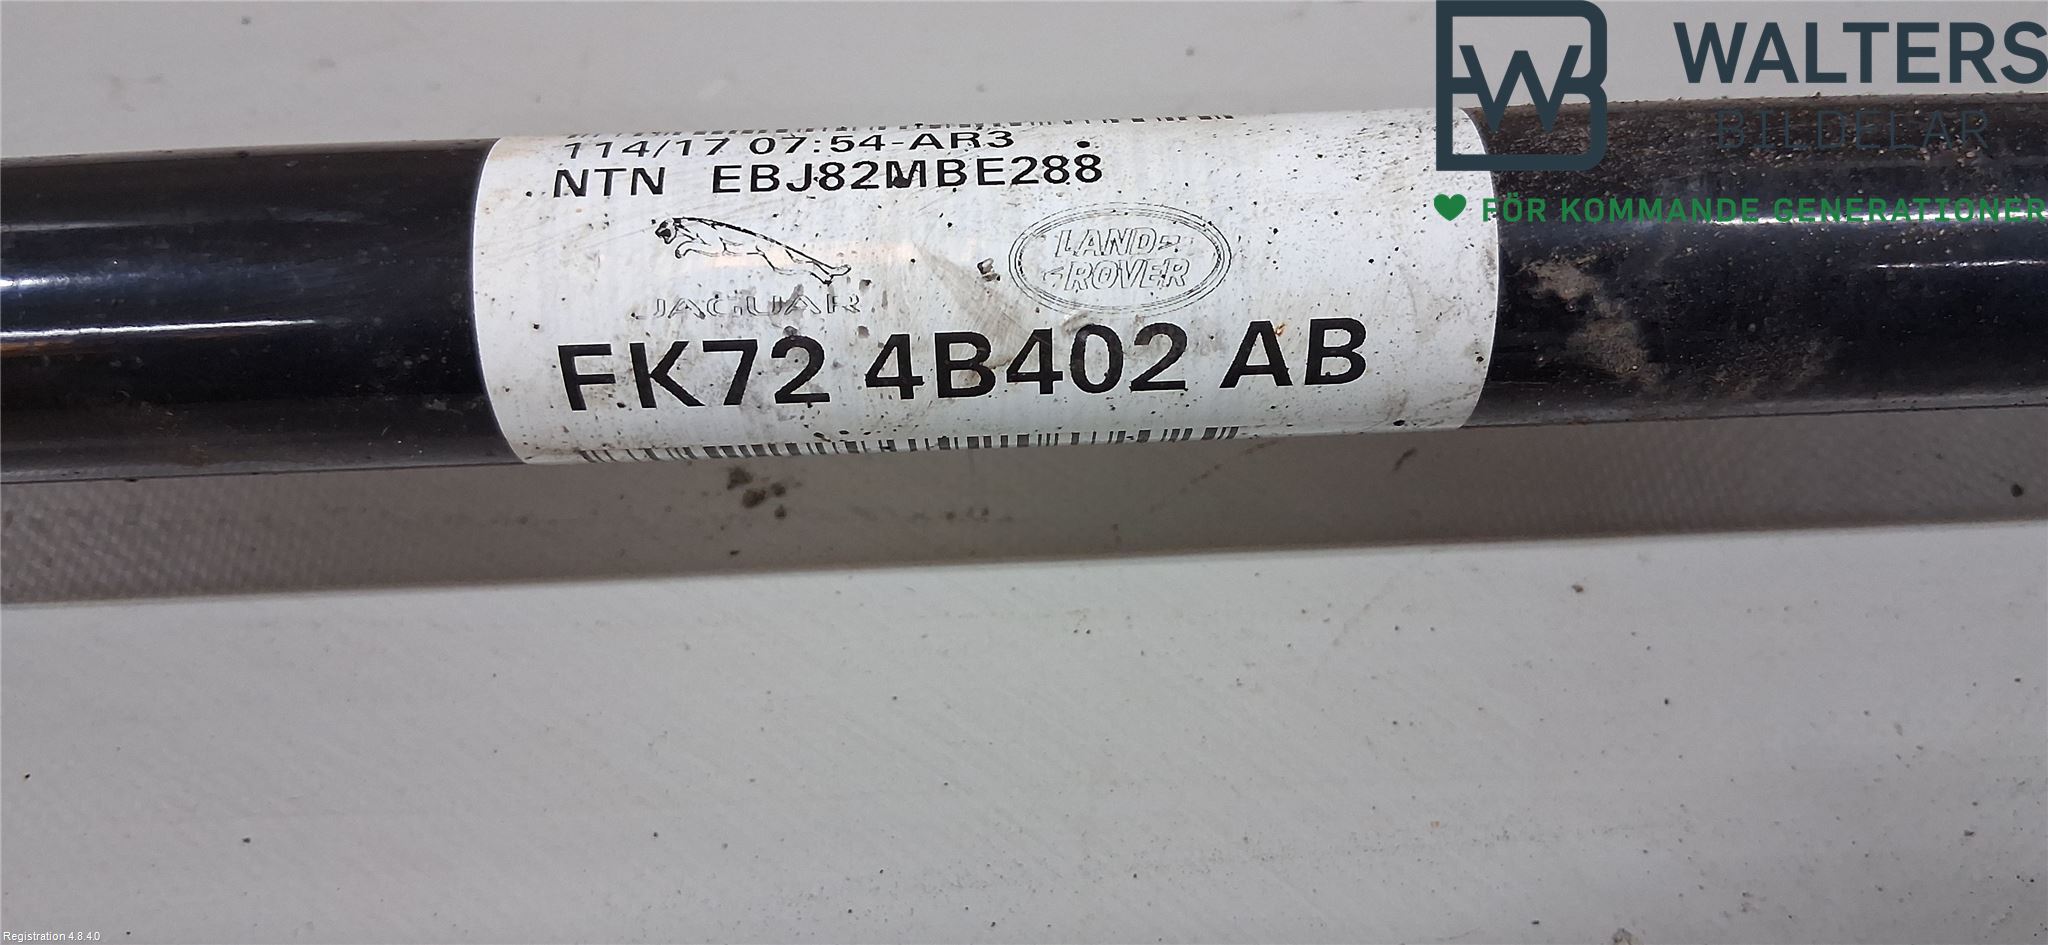 WALTERS
BILDELAR
FÖR KOMMANDE GENERATIONER
114/17 07:54-AR3
NTN EBJ82MBE288
JAGUAR
LAND
ROVER
FK72 4B402 AB
Registration 4.8.4.0